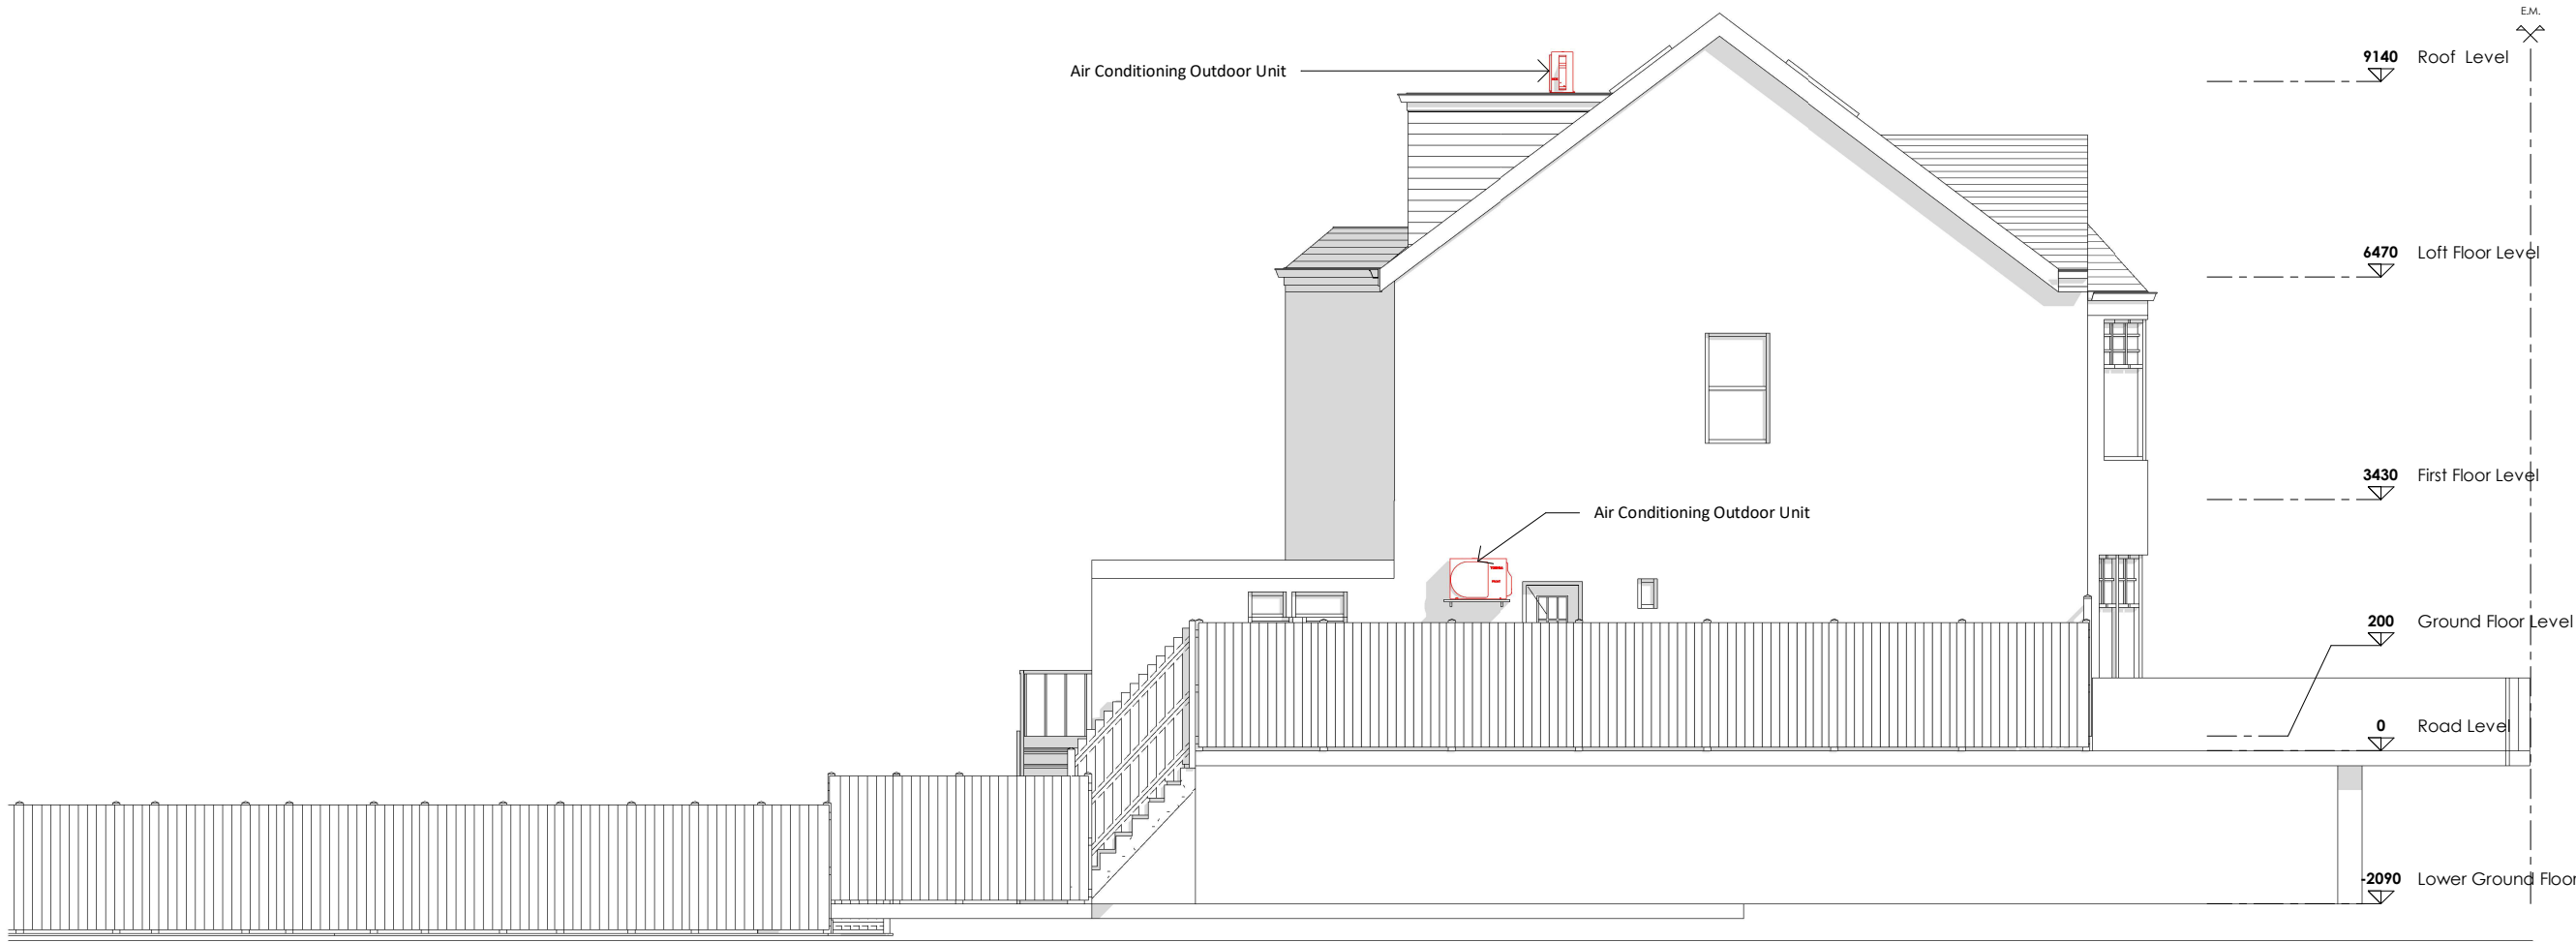 E.M.
9140 Roof Level
Air Conditioning Outdoor Unit
6470 Loft Floor Level
3430 First Floor Level
Air Conditioning Outdoor Unit
200 Ground Floor Level
0 Road Level
-2090 Lower Ground Floor